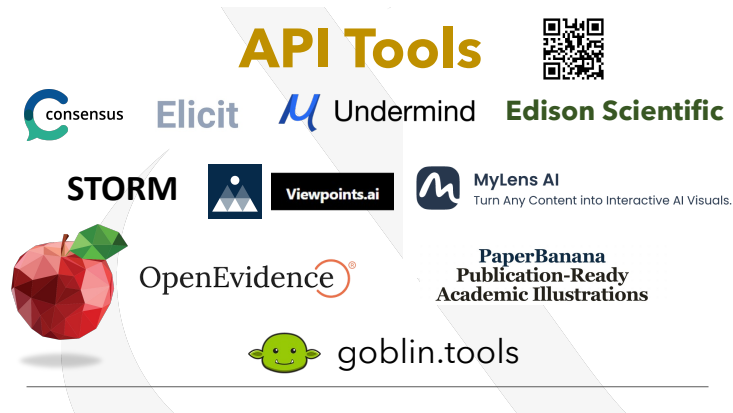 API Tools
consensus
Elicit
Undermind
Edison Scientific
STORM
Viewpoints.ai
MyLens AI
Turn Any Content into Interactive AI Visuals.
OpenEvidence®
PaperBanana
Publication-Ready
Academic Illustrations
goblin.tools